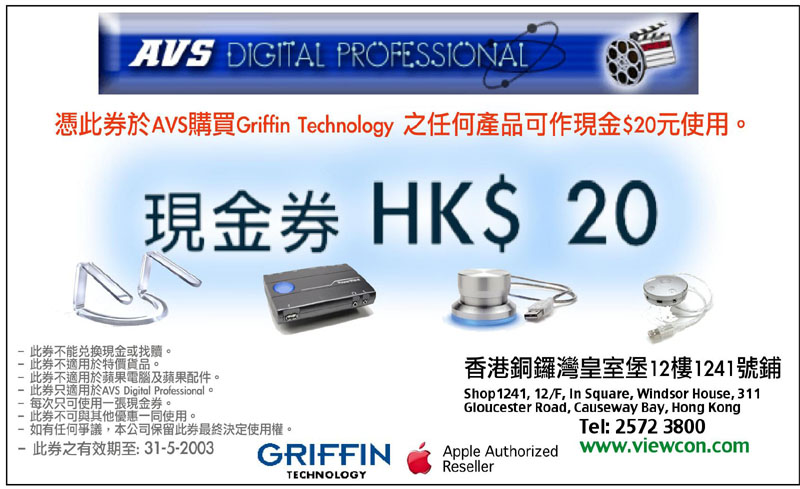 AVS DIGITAL PROFESSIONAL
憑此券於AVS購買Griffin Technology 之任何產品可作現金$20元使用。
現金券 HK$ 20
- 此券不能兌換現金或找贖。
- 此券不適用於特價貨品。
- 此券不適用於蘋果電腦及蘋果配件。
- 此券只適用於AVS Digital Professional。
- 每次只可使用一張現金券。
- 此券不可與其他優惠一同使用。
- 如有任何爭議，本公司保留此券最終決定使用權。
- 此券之有效期至: 31-5-2003
香港銅鑼灣皇室堡12樓1241號鋪
Shop1241, 12/F, In Square, Windsor House, 311
Gloucester Road, Causeway Bay, Hong Kong
Tel: 2572 3800
www.viewcon.com
GRIFFIN
TECHNOLOGY
Apple Authorized
Reseller